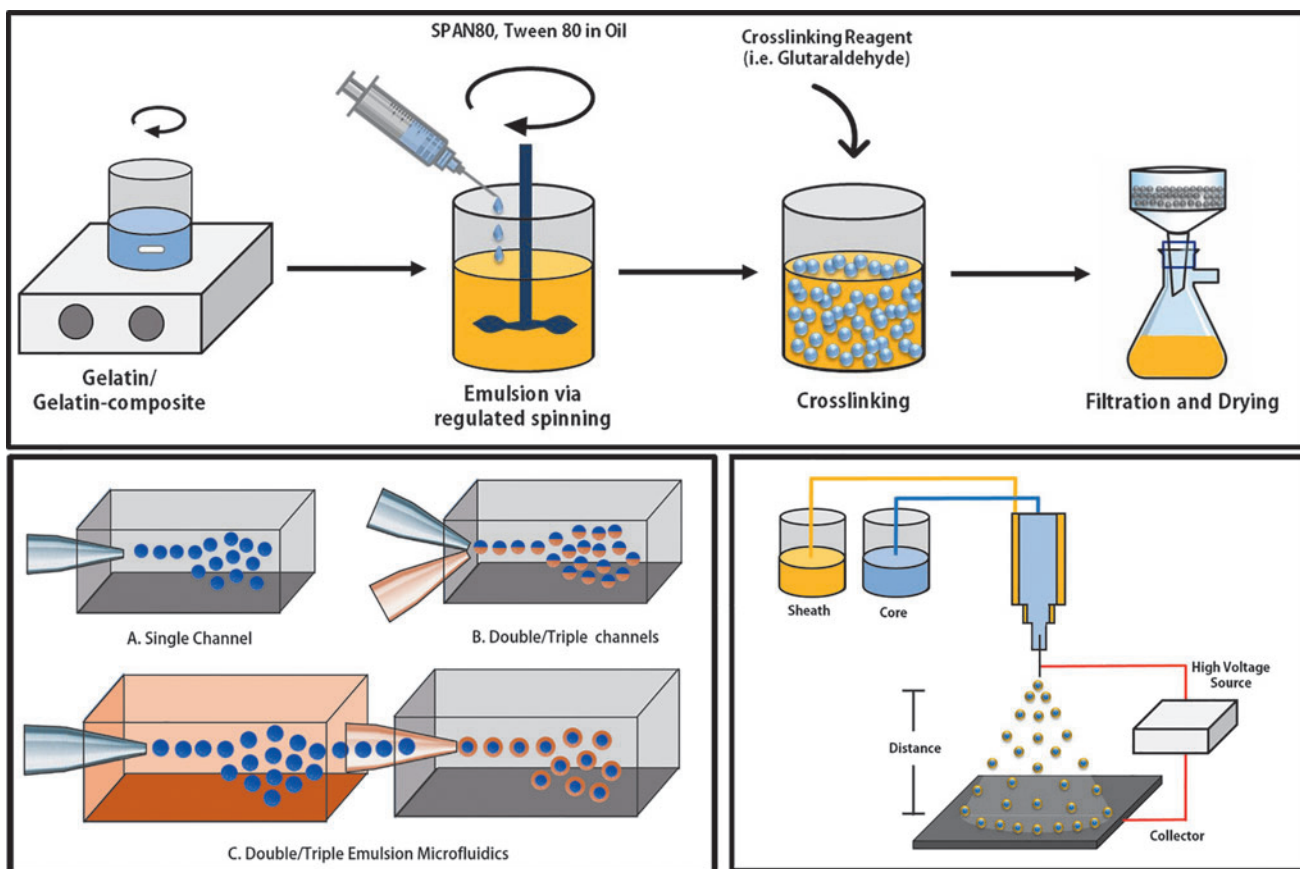 SPAN80, Tween 80 in Oil
Crosslinking Reagent
(i.e. Glutaraldehyde)
Gelatin/
Gelatin-composite
Emulsion via
regulated spinning
Crosslinking
Filtration and Drying
A. Single Channel
B. Double/Triple channels
C. Double/Triple Emulsion Microfluidics
Sheath
Core
High Voltage
Source
Distance
Collector